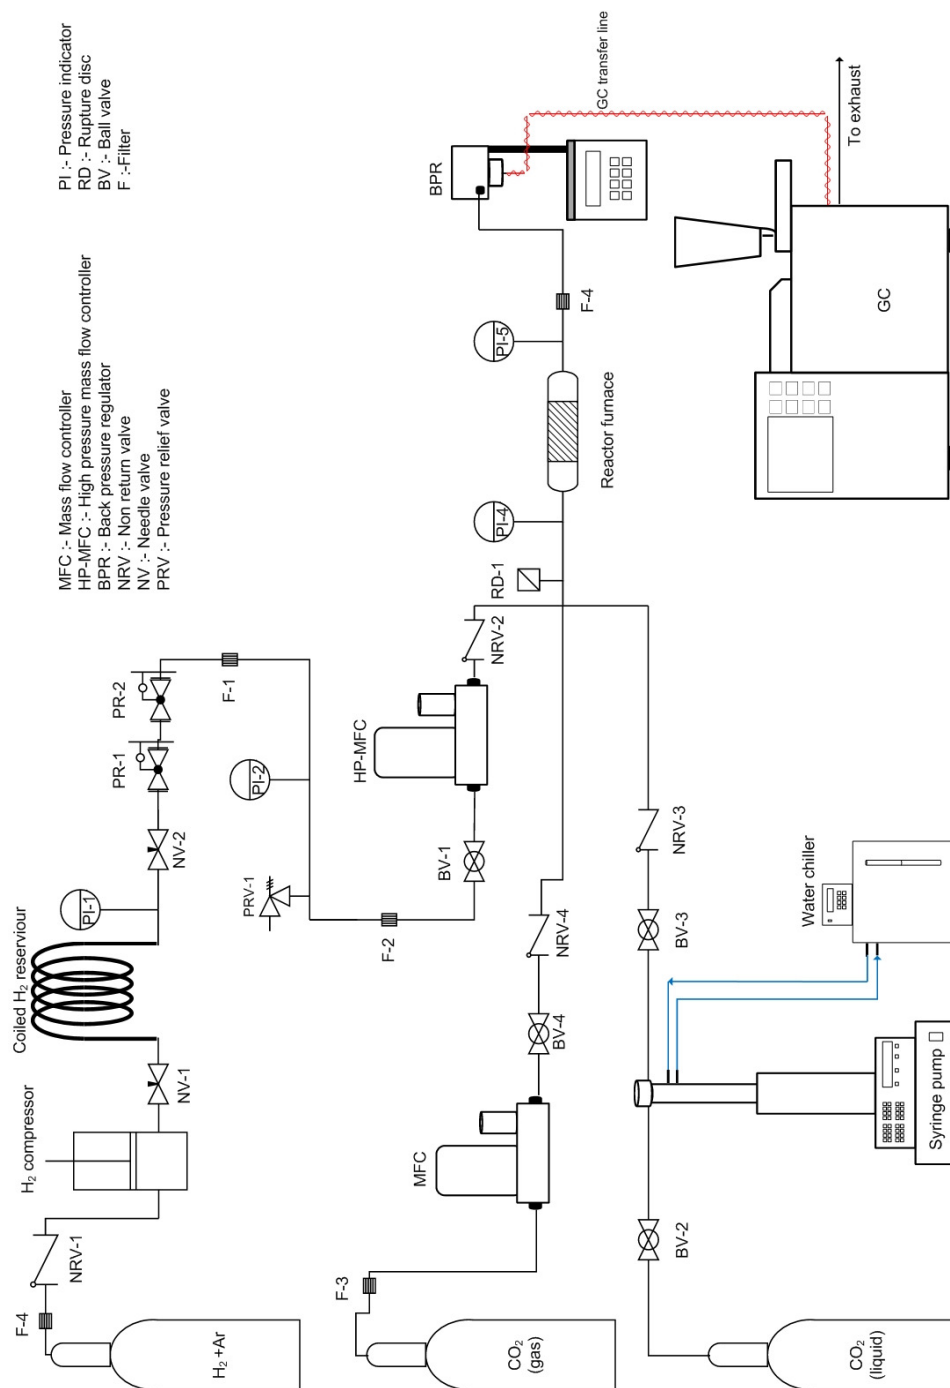 H₂ +Ar
F-4
NRV-1
H₂ compressor
NV-1
Coiled H₂ reserviour
PI-1
NV-2
PR-1
PR-2
F-1
PI-2
PRV-1
F-2
BV-1
HP-MFC
NRV-2
CO₂
(gas)
F-3
MFC
BV-4
NRV-4
CO₂
(liquid)
BV-2
Syringe pump
Water chiller
BV-3
NRV-3
RD-1
PI-4
Reactor furnace
PI-5
F-4
BPR
GC transfer line
GC
To exhaust
MFC :- Mass flow controller
HP-MFC :- High pressure mass flow controller
BPR :- Back pressure regulator
NRV :- Non return valve
NV :- Needle valve
PRV :- Pressure relief valve
PI :- Pressure indicator
RD :- Rupture disc
BV :- Ball valve
F :-Filter